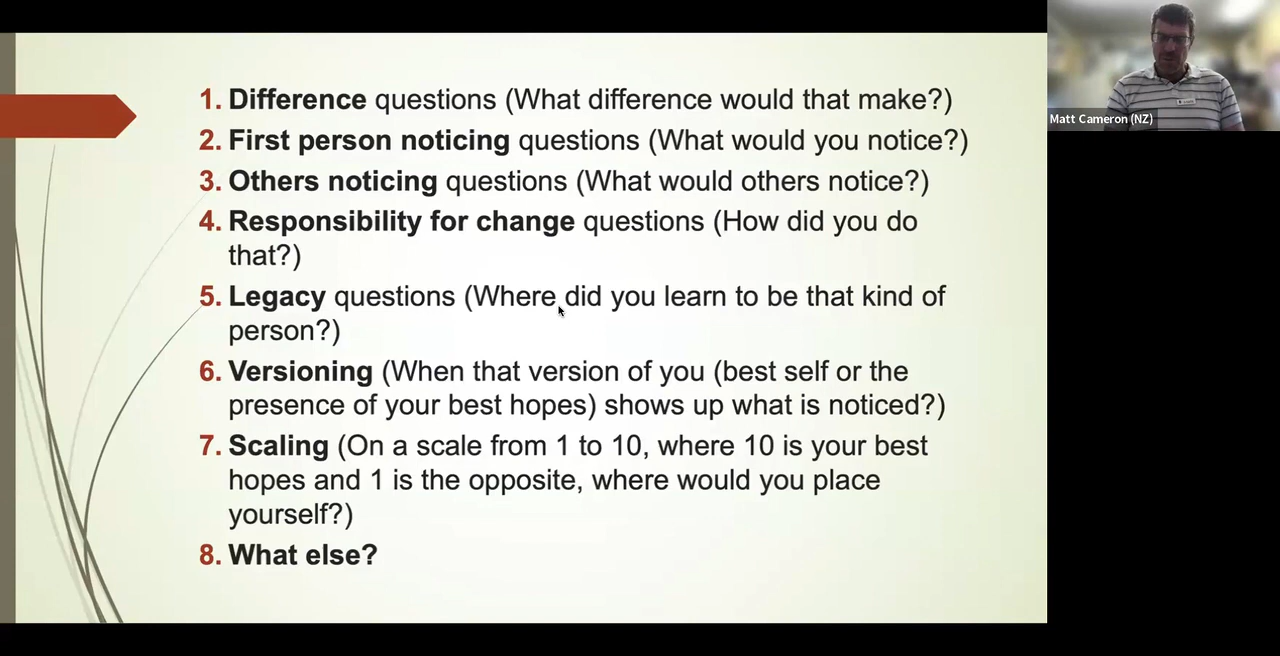 1. Difference questions (What difference would that make?)
2. First person noticing questions (What would you notice?)
3. Others noticing questions (What would others notice?)
4. Responsibility for change questions (How did you do
that?)
5. Legacy questions (Where did you learn to be that kind of
person?)
6. Versioning (When that version of you (best self or the
presence of your best hopes) shows up what is noticed?)
7. Scaling (On a scale from 1 to 10, where 10 is your best
hopes and 1 is the opposite, where would you place
yourself?)
8. What else?
Matt Cameron (NZ)